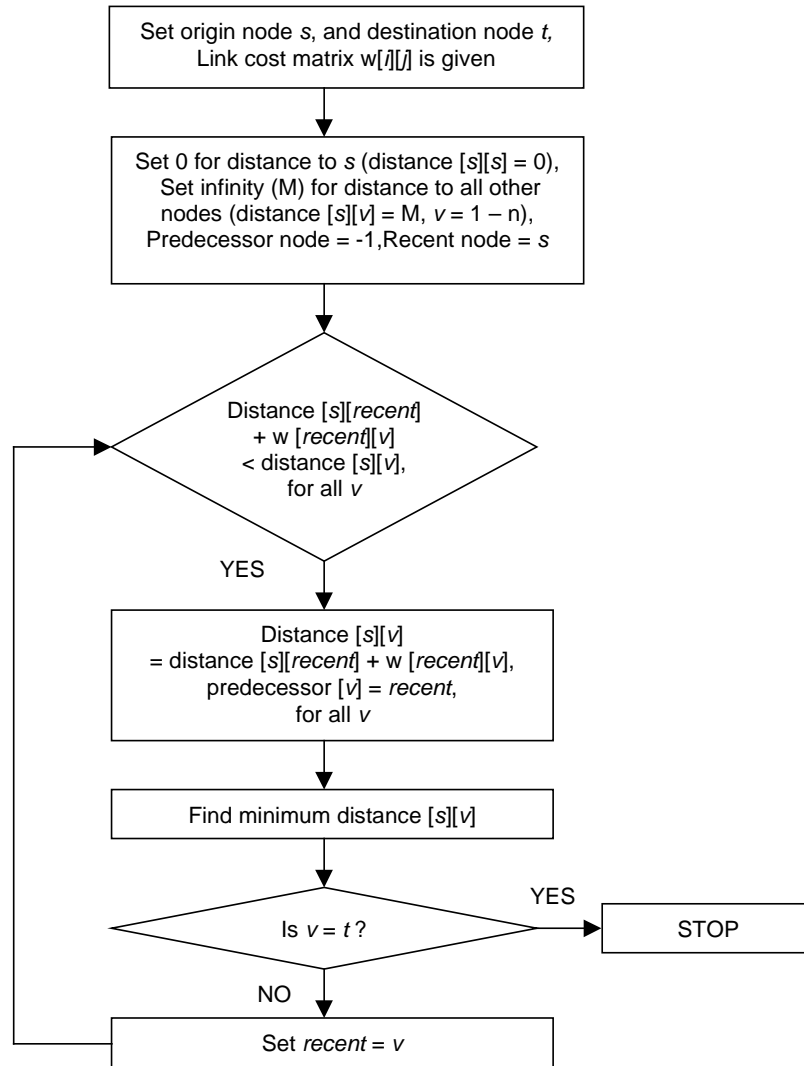 Set origin node s, and destination node t,
Link cost matrix w[i][j] is given
Set 0 for distance to s (distance [s][s] = 0),
Set infinity (M) for distance to all other
nodes (distance [s][v] = M, v = 1 – n),
Predecessor node = -1,Recent node = s
Distance [s][recent]
+ w [recent][v]
< distance [s][v],
for all v
YES
Distance [s][v]
= distance [s][recent] + w [recent][v],
predecessor [v] = recent,
for all v
Find minimum distance [s][v]
Is v = t ?
YES
STOP
NO
Set recent = v